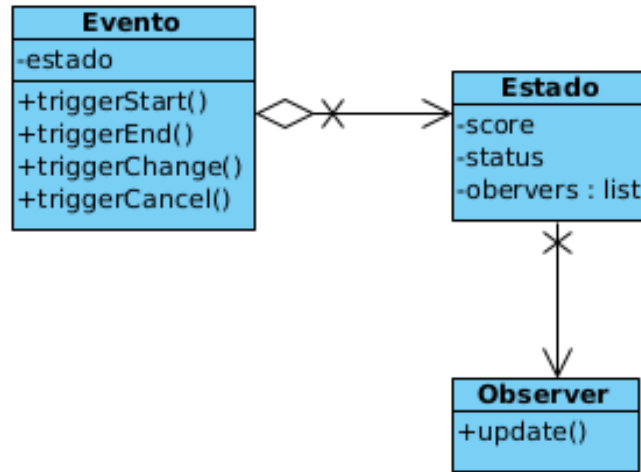 Evento
-estado
+triggerStart()
+triggerEnd()
+triggerChange()
+triggerCancel()
Estado
-score
-status
-obervers : list
Observer
+update()